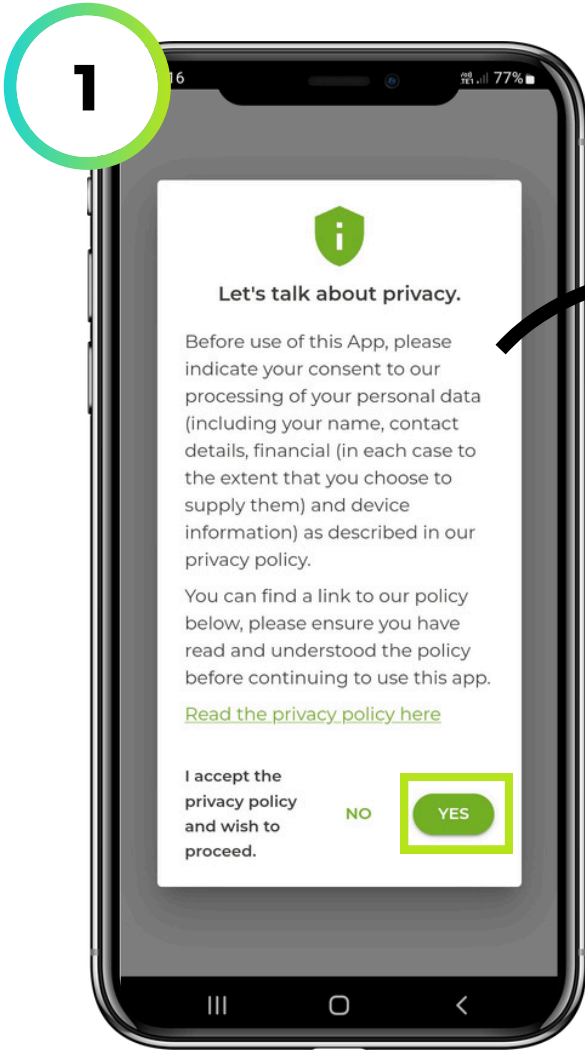 1
16
77%
Let's talk about privacy.
Before use of this App, please
indicate your consent to our
processing of your personal data
(including your name, contact
details, financial (in each case to
the extent that you choose to
supply them) and device
information) as described in our
privacy policy.
You can find a link to our policy
below, please ensure you have
read and understood the policy
before continuing to use this app.
Read the privacy policy here
I accept the
privacy policy
and wish to
proceed.
NO
YES